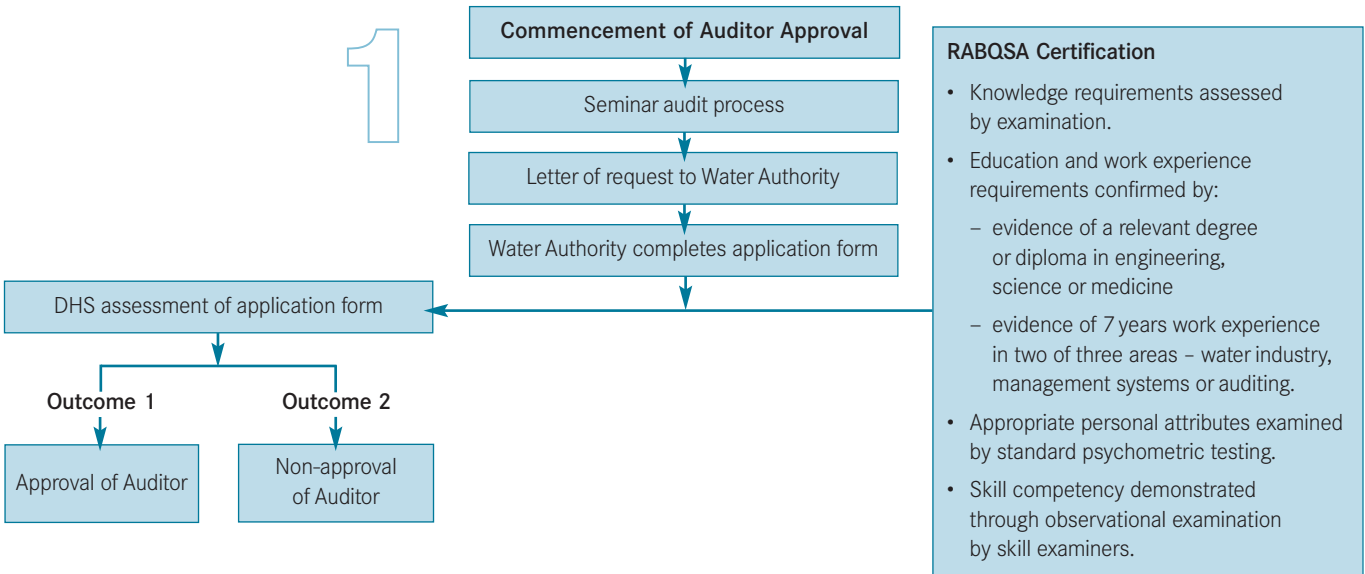 1
Commencement of Auditor Approval
Seminar audit process
Letter of request to Water Authority
Water Authority completes application form
DHS assessment of application form
Outcome 1
Outcome 2
Approval of Auditor
Non-approval
of Auditor
RABQSA Certification
• Knowledge requirements assessed
by examination.
• Education and work experience
requirements confirmed by:
– evidence of a relevant degree
or diploma in engineering,
science or medicine
– evidence of 7 years work experience
in two of three areas – water industry,
management systems or auditing.
• Appropriate personal attributes examined
by standard psychometric testing.
• Skill competency demonstrated
through observational examination
by skill examiners.